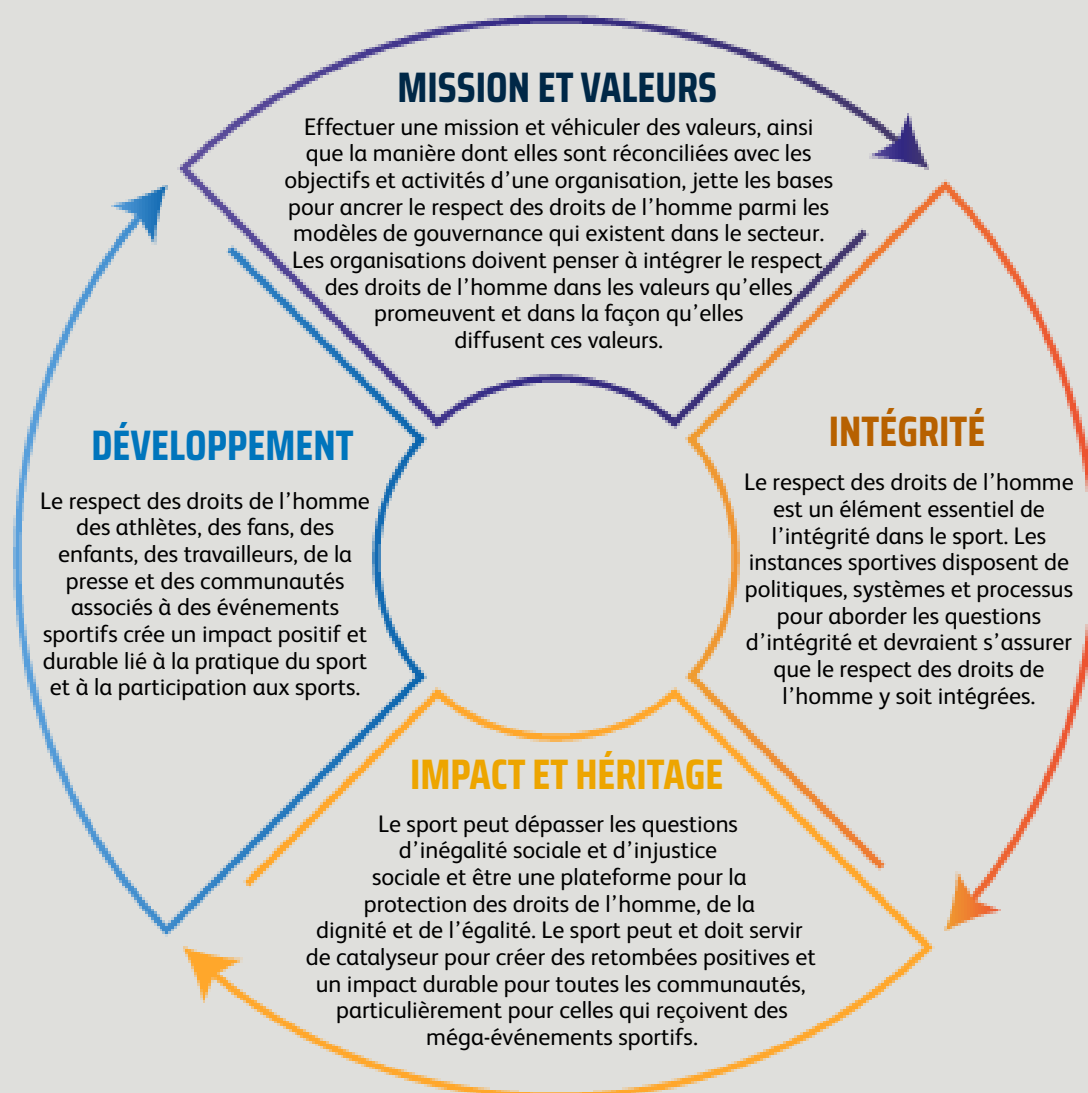 MISSION ET VALEURS
Effectuer une mission et véhiculer des valeurs, ainsi
que la manière dont elles sont réconciliées avec les
objectifs et activités d’une organisation, jette les bases
pour ancrer le respect des droits de l’homme parmi les
modèles de gouvernance qui existent dans le secteur.
Les organisations doivent penser à intégrer le respect
des droits de l’homme dans les valeurs qu’elles
promeuvent et dans la façon qu’elles
diffusent ces valeurs.
INTÉGRITÉ
Le respect des droits de l’homme
est un élément essentiel de
l’intégrité dans le sport. Les
instances sportives disposent de
politiques, systèmes et processus
pour aborder les questions
d’intégrité et devraient s’assurer
que le respect des droits de
l’homme y soit intégrées.
IMPACT ET HÉRITAGE
Le sport peut dépasser les questions
d’inégalité sociale et d’injustice
sociale et être une plateforme pour la
protection des droits de l’homme, de la
dignité et de l’égalité. Le sport peut et doit servir
de catalyseur pour créer des retombées positives et
un impact durable pour toutes les communautés,
particulièrement pour celles qui reçoivent des
méga-événements sportifs.
DÉVELOPPEMENT
Le respect des droits de l’homme
des athlètes, des fans, des
enfants, des travailleurs, de la
presse et des communautés
associés à des événements
sportifs crée un impact positif et
durable lié à la pratique du sport
et à la participation aux sports.